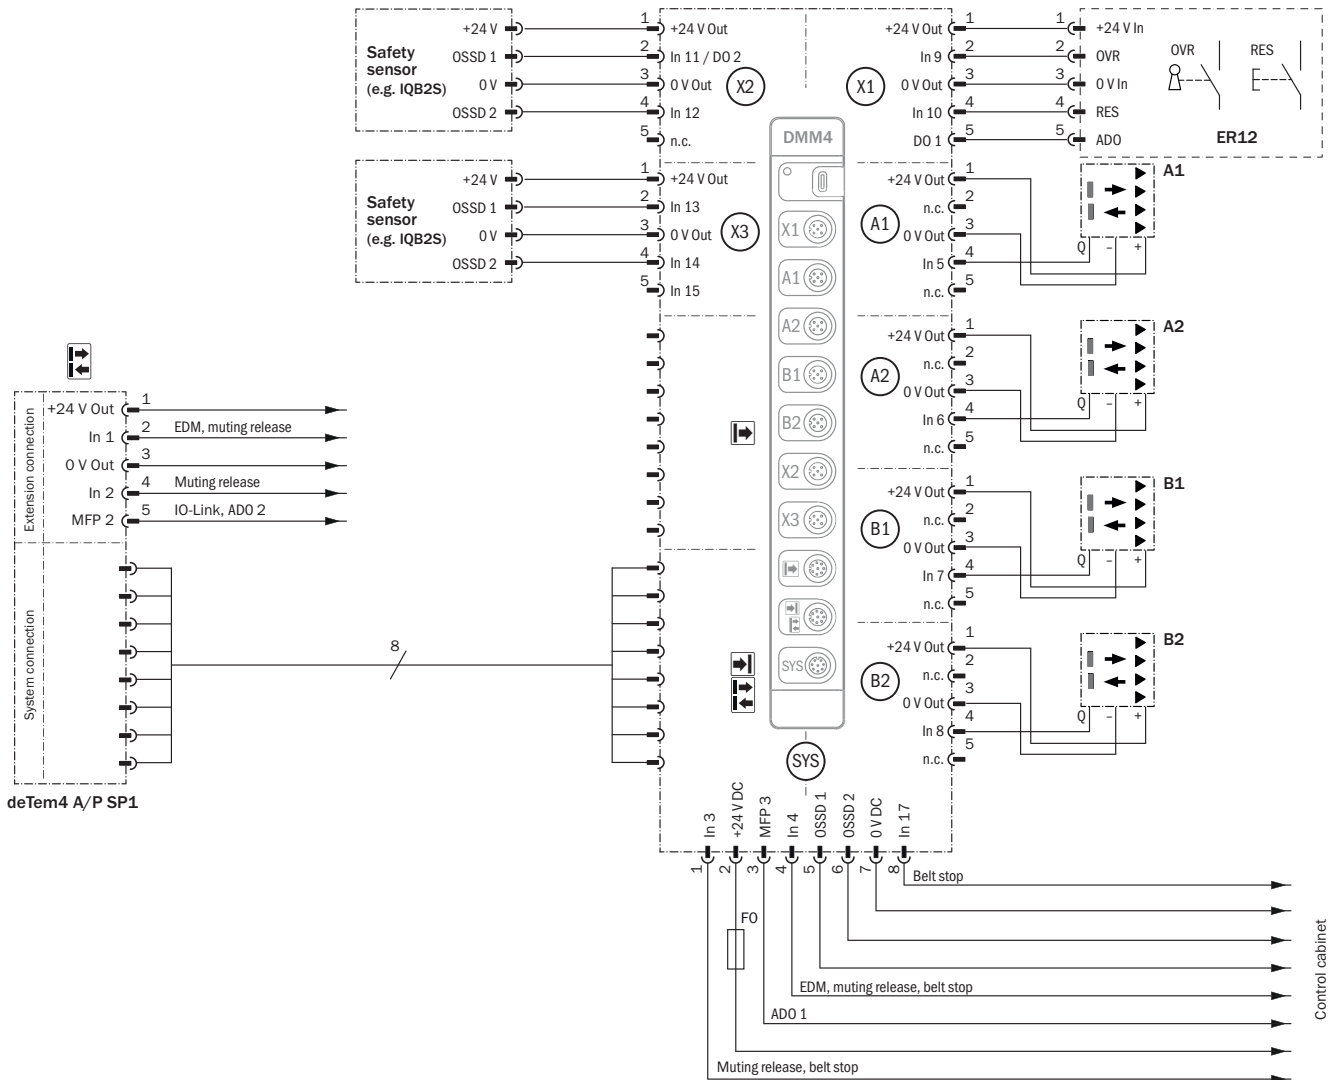 Safety
sensor
(e.g. IQB2S)
+24 V
OSSD 1
0 V
OSSD 2
1
2
3
4
5
+24 V Out
In 11 / DO 2
0 V Out
In 12
n.c.
X2
X1
+24 V Out
In 9
0 V Out
In 10
DO 1
1
2
3
4
5
1
2
3
4
5
+24 V In
OVR
0 V In
RES
ADO
OVR
RES
ER12
Safety
sensor
(e.g. IQB2S)
+24 V
OSSD 1
0 V
OSSD 2
1
2
3
4
5
+24 V Out
In 13
0 V Out
In 14
In 15
X3
DMM4
X1
A1
A2
B1
B2
X2
X3
SYS
A1
+24 V Out
n.c.
0 V Out
In 5
n.c.
1
2
3
4
5
Q
–
+
A1
A2
+24 V Out
n.c.
0 V Out
In 6
n.c.
1
2
3
4
5
Q
–
+
A2
B1
+24 V Out
n.c.
0 V Out
In 7
n.c.
1
2
3
4
5
Q
–
+
B1
B2
+24 V Out
n.c.
0 V Out
In 8
n.c.
1
2
3
4
5
Q
–
+
B2
Extension connection
+24 V Out
In 1
0 V Out
In 2
MFP 2
1
2
3
4
5
EDM, muting release
Muting release
IO-Link, ADO 2
System connection
8
deTem4 A/P SP1
SYS
In 3
+24 V DC
MFP 3
In 4
OSSD 1
OSSD 2
0 V DC
In 17
1
2
3
4
5
6
7
8
Belt stop
F0
EDM, muting release, belt stop
ADO 1
Muting release, belt stop
Control cabinet